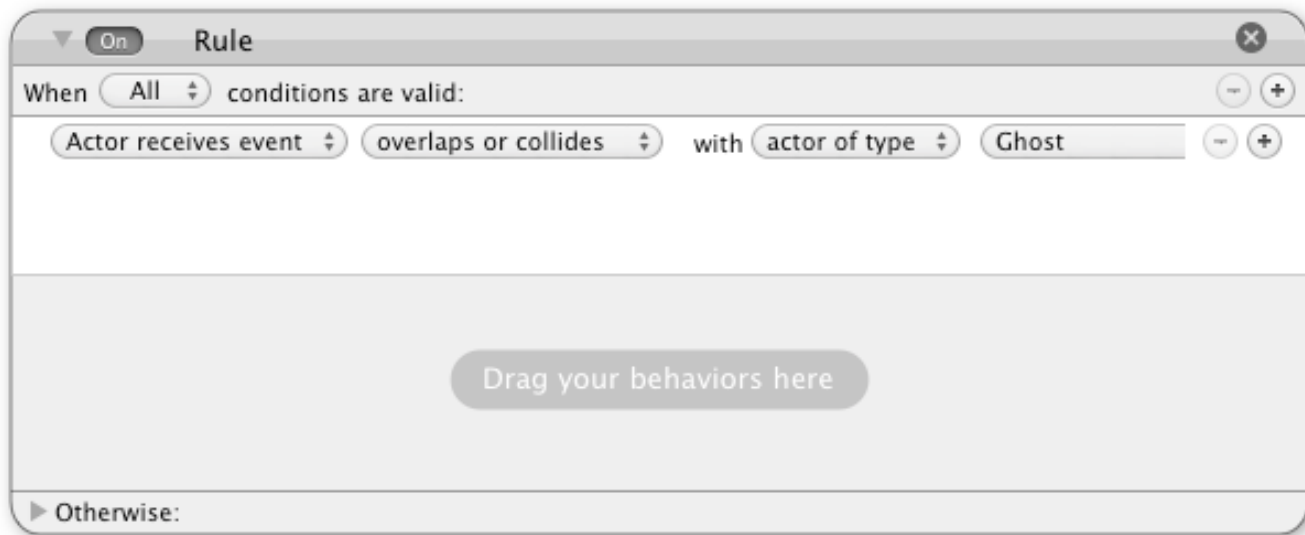 On Rule
When All conditions are valid:
Actor receives event overlaps or collides with actor of type Ghost
Drag your behaviors here
Otherwise: